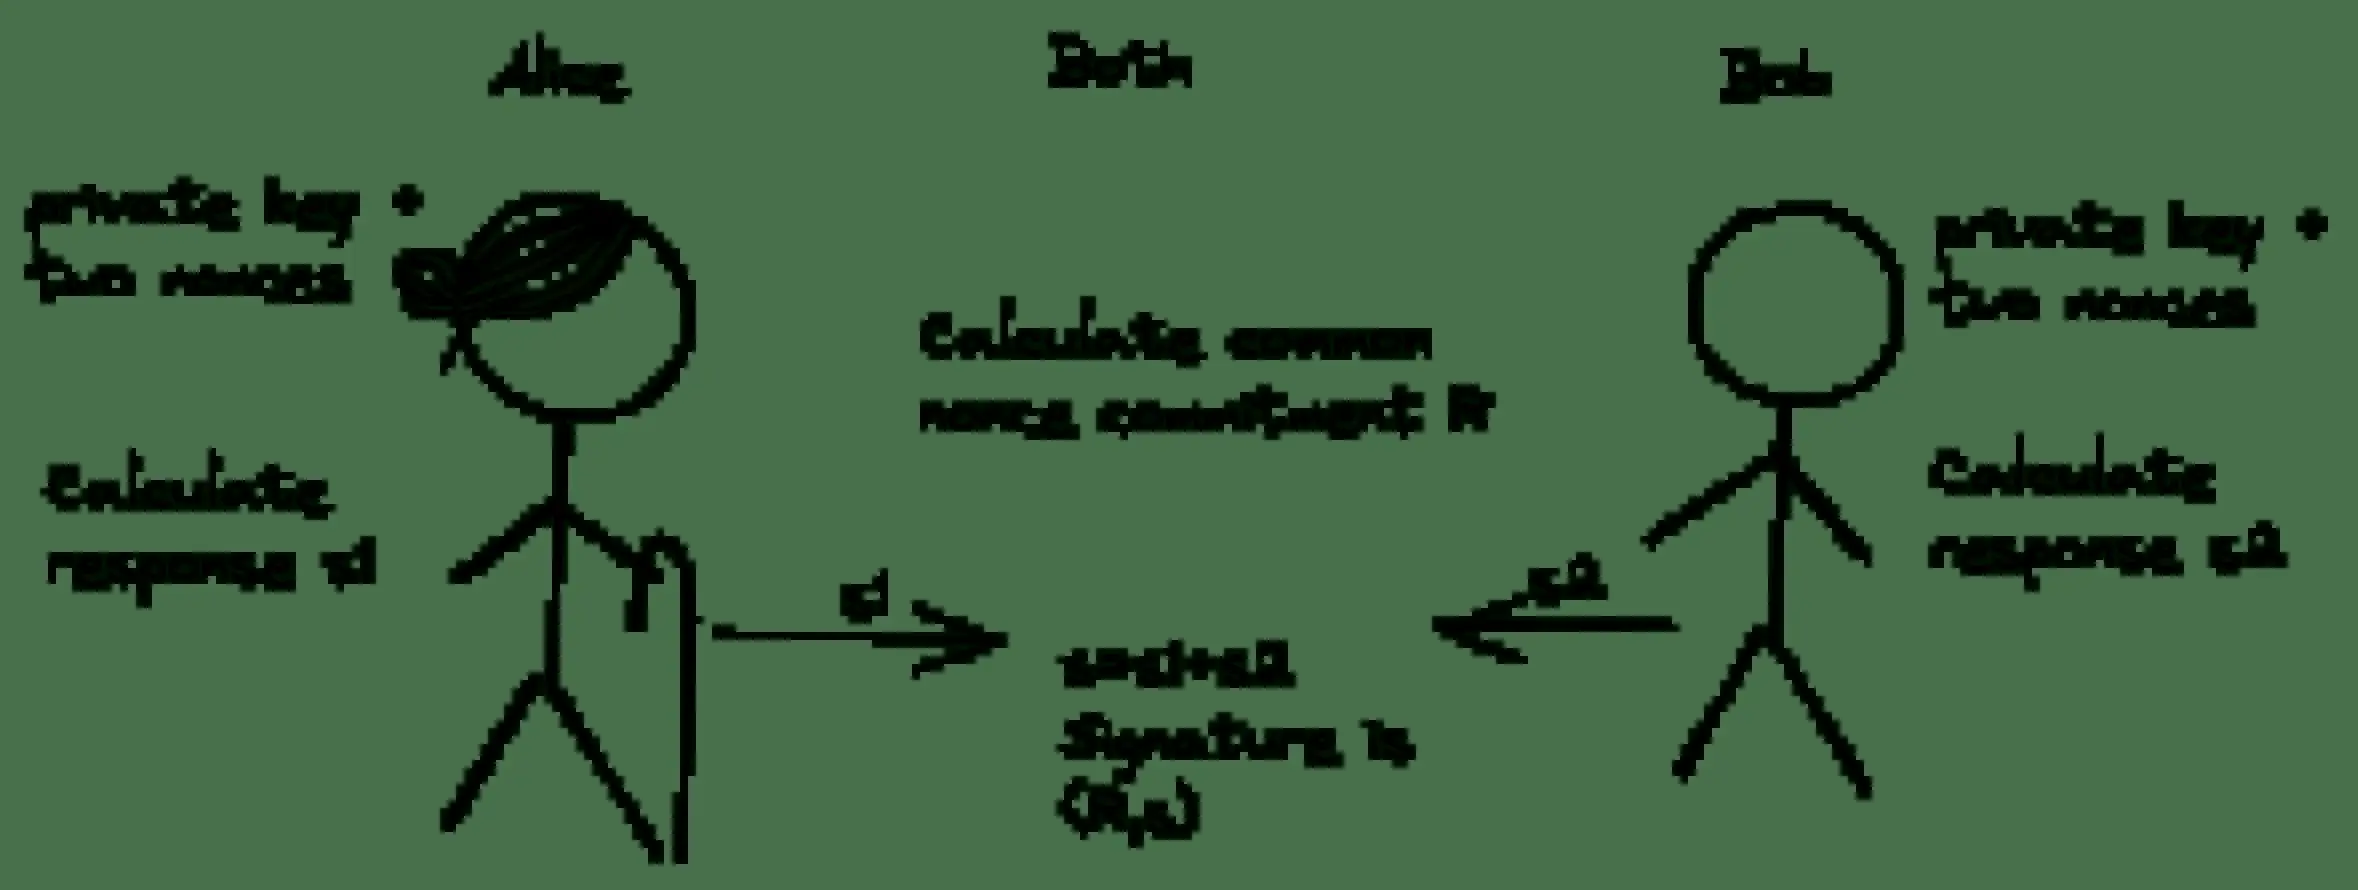 Alice
Both
Bob
private key +
two nonces
Calculate
response s1
Calculate common
nonce commitment R
s1
s2
s=s1+s2
Signature is
(R,s)
private key +
two nonces
Calculate
response s2